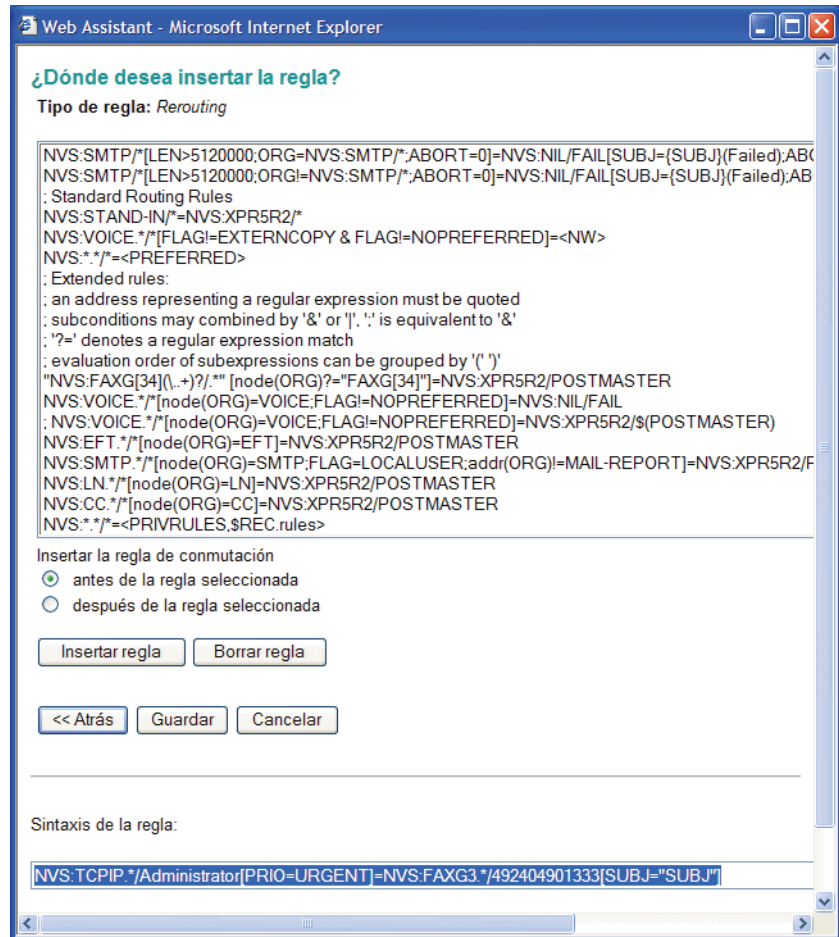 Web Assistant - Microsoft Internet Explorer
¿Dónde desea insertar la regla?
Tipo de regla: Rerouting
NVS:SMTP/*[LEN>5120000;ORG=NVS:SMTP/*;ABORT=0]=NVS:NIL/FAIL[SUBJ={SUBJ}(Failed);ABO
NVS:SMTP/*[LEN>5120000;ORG!=NVS:SMTP/*;ABORT=0]=NVS:NIL/FAIL[SUBJ={SUBJ}(Failed);AB
; Standard Routing Rules
NVS:STAND-IN/*=NVS:XPR5R2/*
NVS:VOICE.*/*[FLAG!=EXTERNCOPY & FLAG!=NOPREFERRED]=<NW>
NVS:*.*/*=<PREFERRED>
; Extended rules:
; an address representing a regular expression must be quoted
; subconditions may combined by '&' or '|', ';' is equivalent to '&'
; '?=' denotes a regular expression match
; evaluation order of subexpressions can be grouped by '(' ')'
"NVS:FAXG[34](\..+)?/.*" [node(ORG)?="FAXG[34]"]=NVS:XPR5R2/POSTMASTER
NVS:VOICE.*/*[node(ORG)=VOICE;FLAG!=NOPREFERRED]=NVS:NIL/FAIL
; NVS:VOICE.*/*[node(ORG)=VOICE;FLAG!=NOPREFERRED]=NVS:XPR5R2/$(POSTMASTER)
NVS:EFT.*/*[node(ORG)=EFT]=NVS:XPR5R2/POSTMASTER
NVS:SMTP.*/*[node(ORG)=SMTP;FLAG=LOCALUSER;addr(ORG)!=MAIL-REPORT]=NVS:XPR5R2/F
NVS:LN.*/*[node(ORG)=LN]=NVS:XPR5R2/POSTMASTER
NVS:CC.*/*[node(ORG)=CC]=NVS:XPR5R2/POSTMASTER
NVS:*.*/*=<PRIVRULES,$REC.rules>
Insertar la regla de conmutación
antes de la regla seleccionada
después de la regla seleccionada
Insertar regla Borrar regla
<< Atrás Guardar Cancelar
Sintaxis de la regla:
NVS:TCPIP.*/Administrator[PRIO=URGENT]=NVS:FAXG3.*/492404901333[SUBJ="SUBJ"]